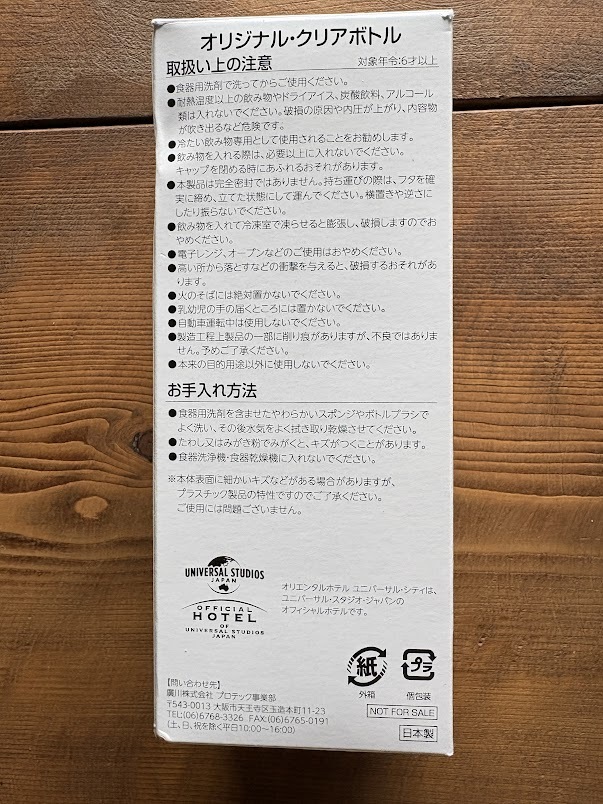 オリジナル・クリアボトル
取扱い上の注意
対象年令:6才以上
●食器用洗剤で洗ってからご使用ください。
●耐熱温度以上の飲み物やドライアイス、炭酸飲料、アルコール
類は入れないでください。破損の原因や内圧が上がり、内容物
が吹き出るなど危険です。
●冷たい飲み物専用として使用されることをお勧めします。
●飲み物を入れる際は、必要以上に入れないでください。
キャップを閉める時にあふれるおそれがあります。
●本製品は完全密封ではありません。持ち運びの際は、フタを確
実に締め、立てた状態にして運んでください。横置きや逆さに
したり振らないでください。
●飲み物を入れて冷凍室で凍らせると膨張し、破損しますのでお
やめください。
●電子レンジ、オーブンなどのご使用はおやめください。
●高い所から落とすなどの衝撃を与えると、破損するおそれがあ
ります。
●火のそばには絶対置かないでください。
●乳幼児の手の届くところには置かないでください。
●自動車運転中は使用しないでください。
●製造工程上製品の一部に削り痕がありますが、不良ではありま
せん。予めご了承ください。
●本来の目的用途以外に使用しないでください。
お手入れ方法
●食器用洗剤を含ませたやわらかいスポンジやボトルブラシで
よく洗い、その後水気をよく拭き取り乾燥させてください。
●たわし又はみがき粉でみがくと、キズがつくことがあります。
●食器洗浄機・食器乾燥機に入れないでください。
※本体表面に細かいキズなどがある場合がありますが、
プラスチック製品の特性ですのでご了承ください。
ご使用には問題ございません。
UNIVERSAL STUDIOS
JAPAN
OFFICIAL
HOTEL
OF
UNIVERSAL STUDIOS
JAPAN
オリエンタルホテル ユニバーサル・シティは、
ユニバーサル・スタジオ・ジャパンの
オフィシャルホテルです。
紙
外箱
プラ
個包装
【問い合わせ先】
廣川株式会社 プロテック事業部
〒543-0013 大阪市天王寺区玉造本町11-23
TEL:(06)6768-3326 FAX:(06)6765-0191
(土、日、祝を除く平日10:00~16:00)
NOT FOR SALE
日本製